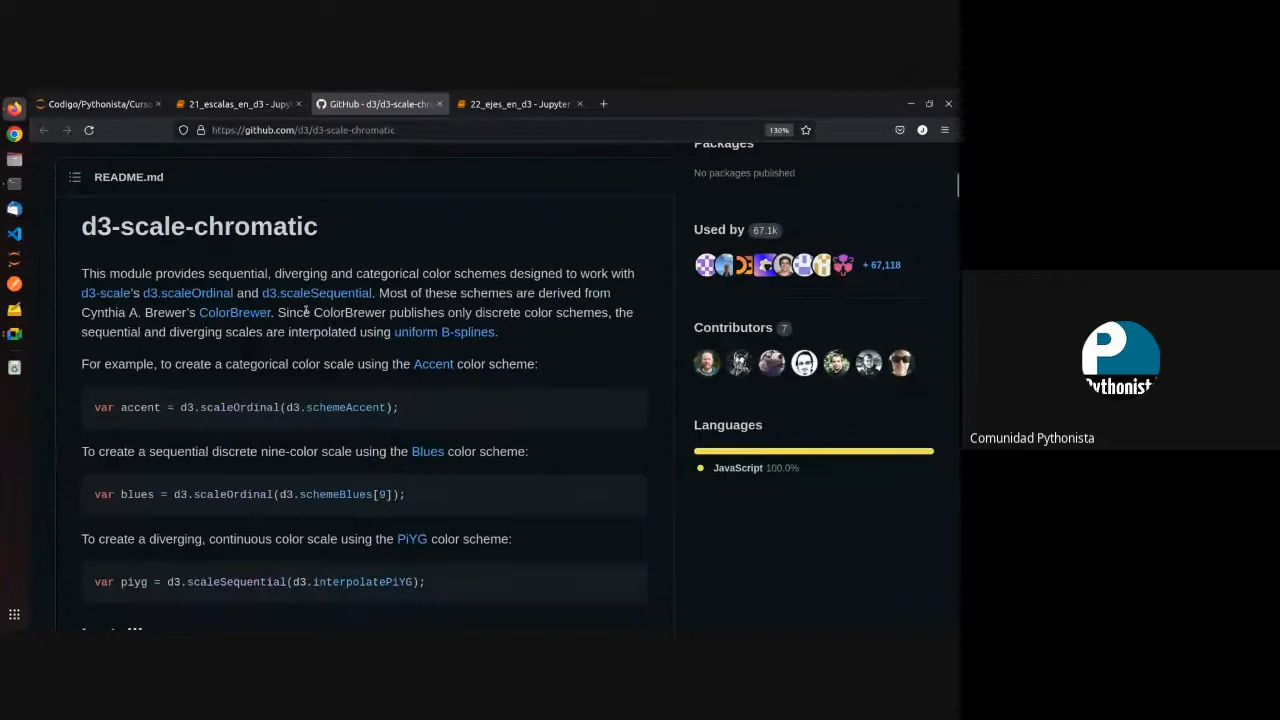 Codigo/Pythonista/Curso
21_escalas_en_d3 - Jupyt
GitHub - d3/d3-scale-chro
22_ejes_en_d3 - Jupyter
https://github.com/d3/d3-scale-chromatic
130%
README.md
d3-scale-chromatic
This module provides sequential, diverging and categorical color schemes designed to work with
d3-scale's d3.scaleOrdinal and d3.scaleSequential. Most of these schemes are derived from
Cynthia A. Brewer's ColorBrewer. Since ColorBrewer publishes only discrete color schemes, the
sequential and diverging scales are interpolated using uniform B-splines.
For example, to create a categorical color scale using the Accent color scheme:
var accent = d3.scaleOrdinal(d3.schemeAccent);
To create a sequential discrete nine-color scale using the Blues color scheme:
var blues = d3.scaleOrdinal(d3.schemeBlues[9]);
To create a diverging, continuous color scale using the PiYG color scheme:
var piyg = d3.scaleSequential(d3.interpolatePiYG);
Packages
No packages published
Used by 67.1k
+ 67,118
Contributors 7
Languages
JavaScript 100.0%
Pythonist
Comunidad Pythonista